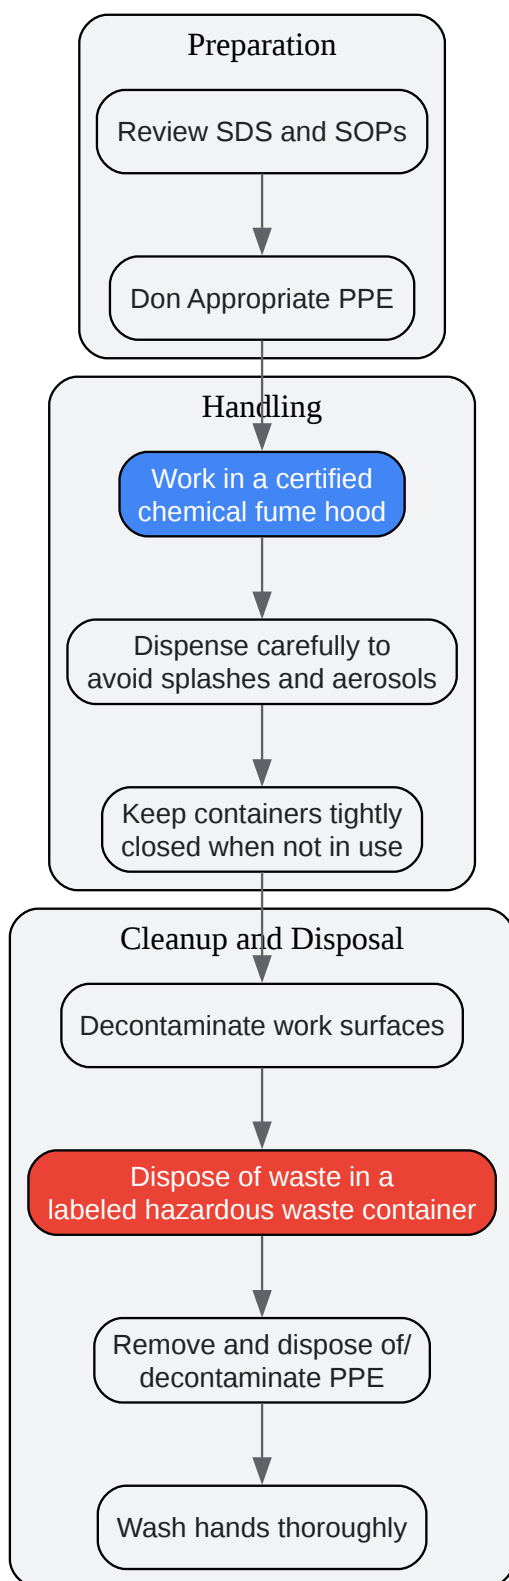 Preparation
Review SDS and SOPs
Don Appropriate PPE
Handling
Work in a certified
chemical fume hood
Dispense carefully to
avoid splashes and aerosols
Keep containers tightly
closed when not in use
Cleanup and Disposal
Decontaminate work surfaces
Dispose of waste in a
labeled hazardous waste container
Remove and dispose of/
decontaminate PPE
Wash hands thoroughly